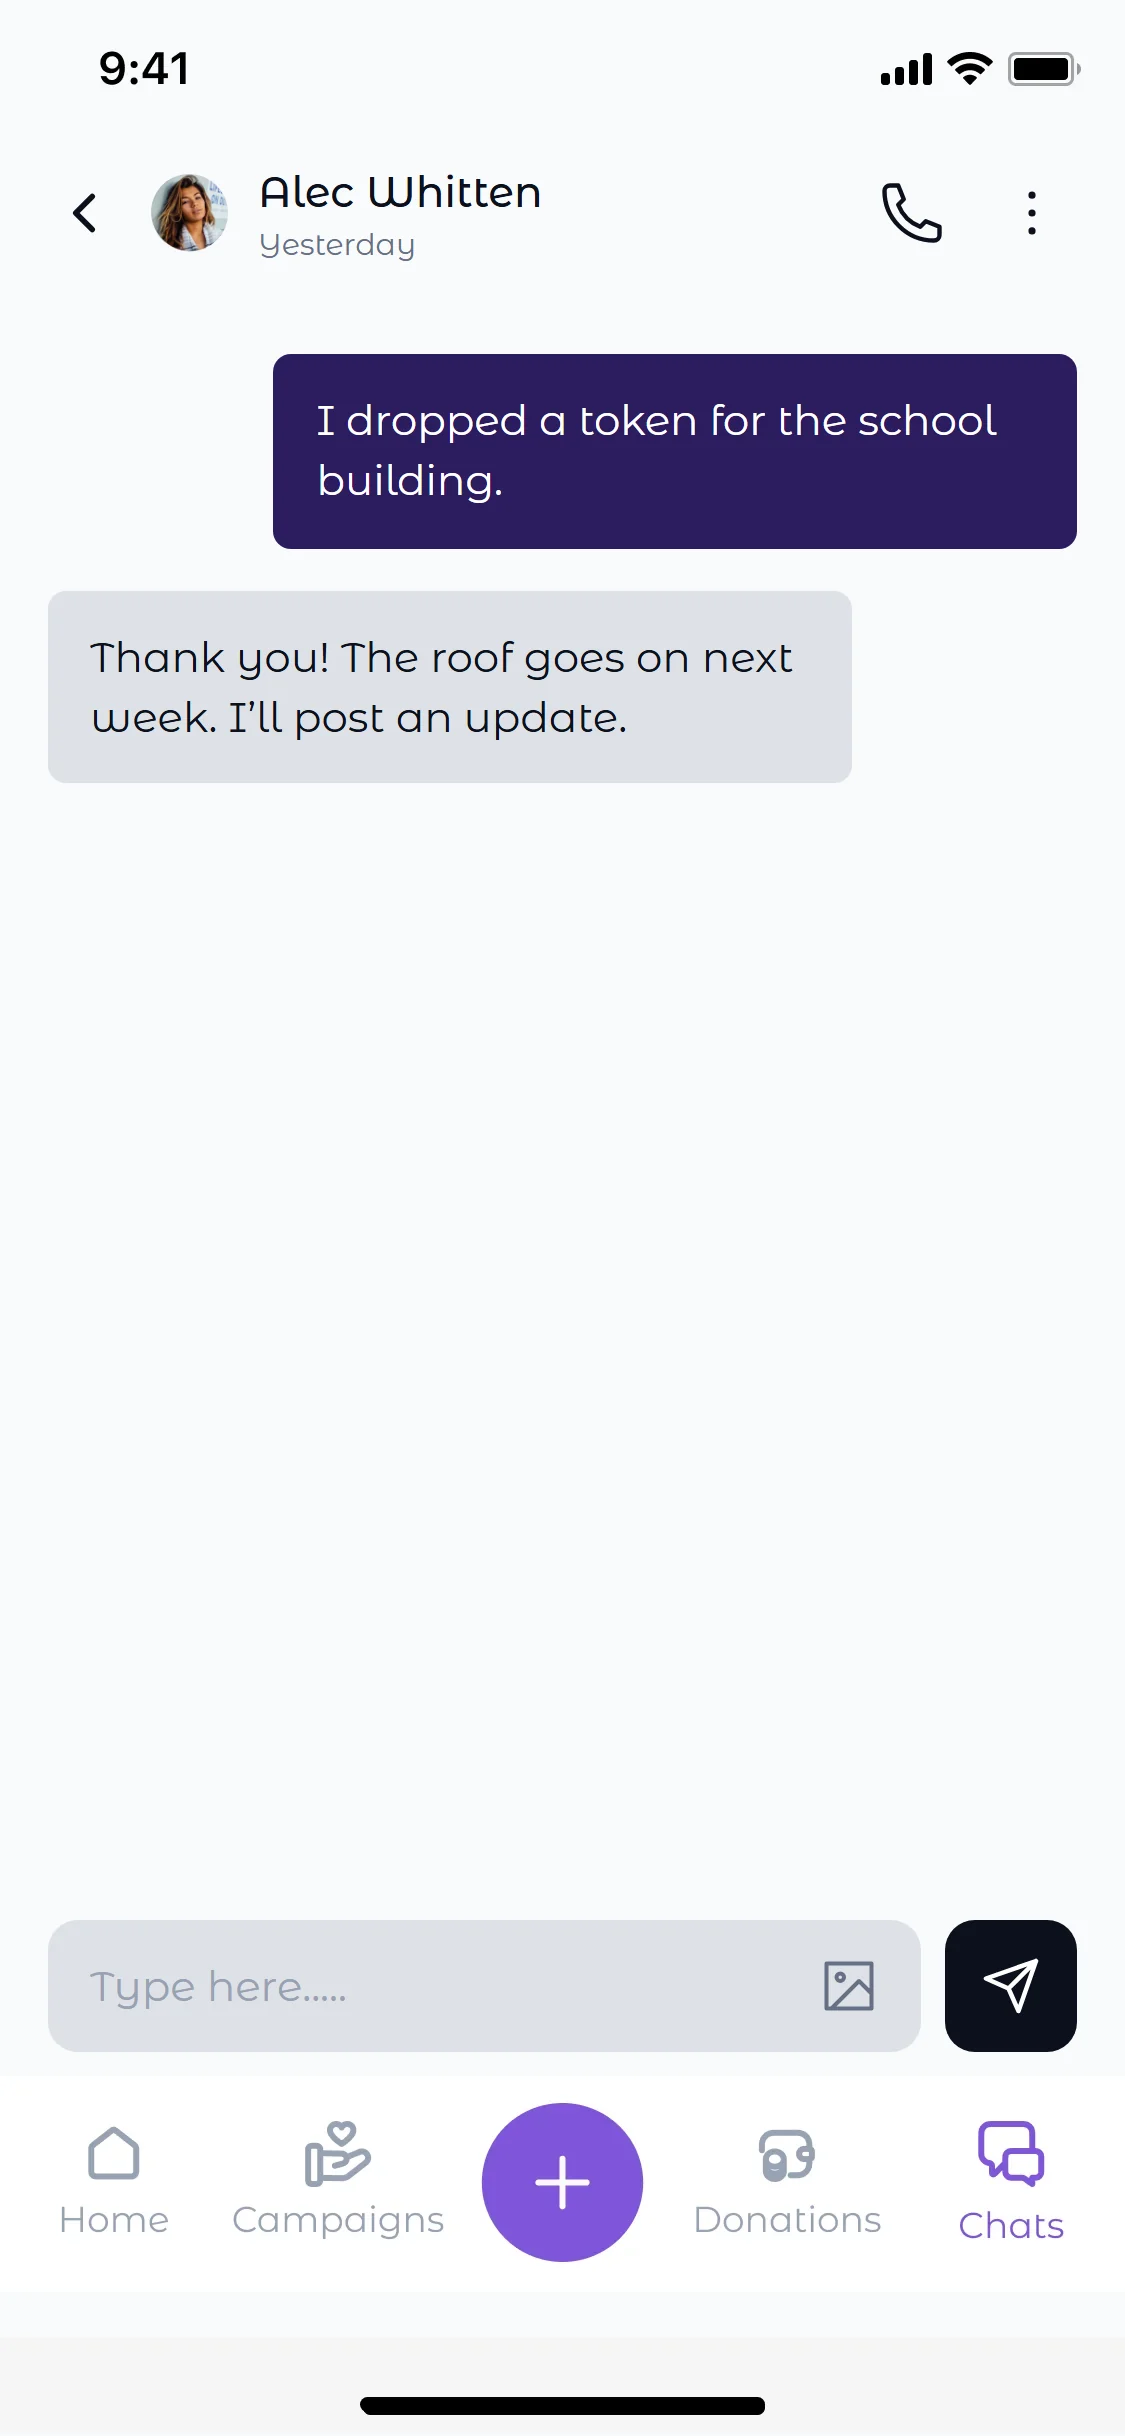 9:41
Alec Whitten
Yesterday
I dropped a token for the school
building.
Thank you! The roof goes on next
week. I’ll post an update.
Type here.....
Home
Campaigns
Donations
Chats